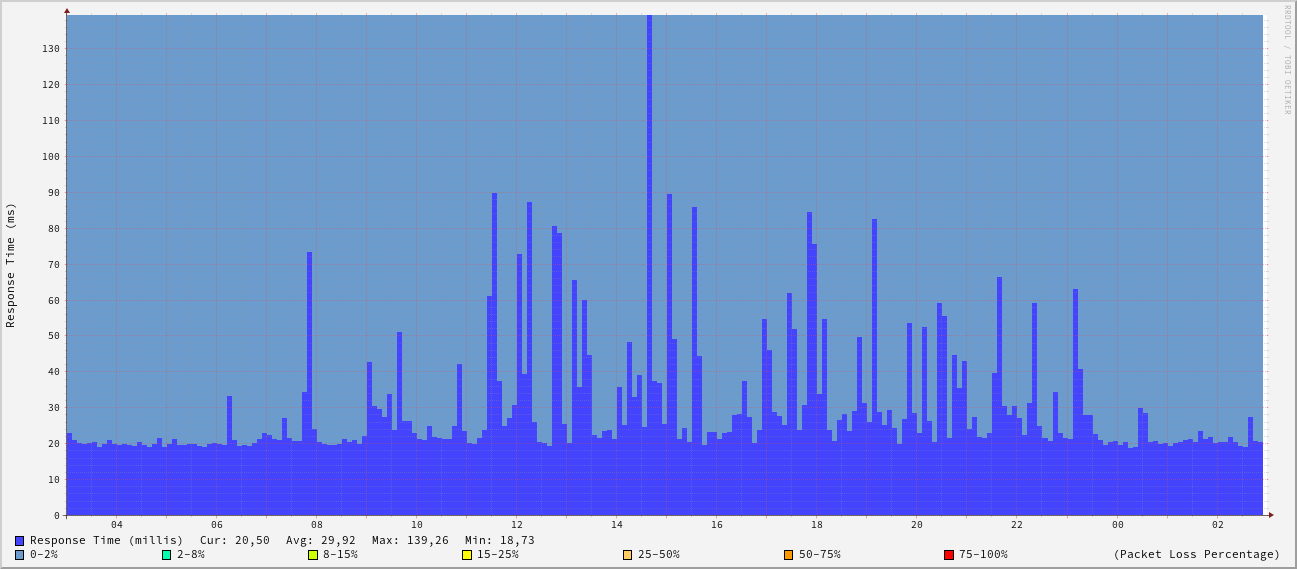 RRDTOOL / TOBI OETIKER
Response Time (ms)
130
120
110
100
90
80
70
60
50
40
30
20
10
0
04 06 08 10 12 14 16 18 20 22 00 02
Response Time (millis) Cur: 20,50 Avg: 29,92 Max: 139,26 Min: 18,73
0-2% 2-8% 8-15% 15-25% 25-50% 50-75% 75-100% (Packet Loss Percentage)